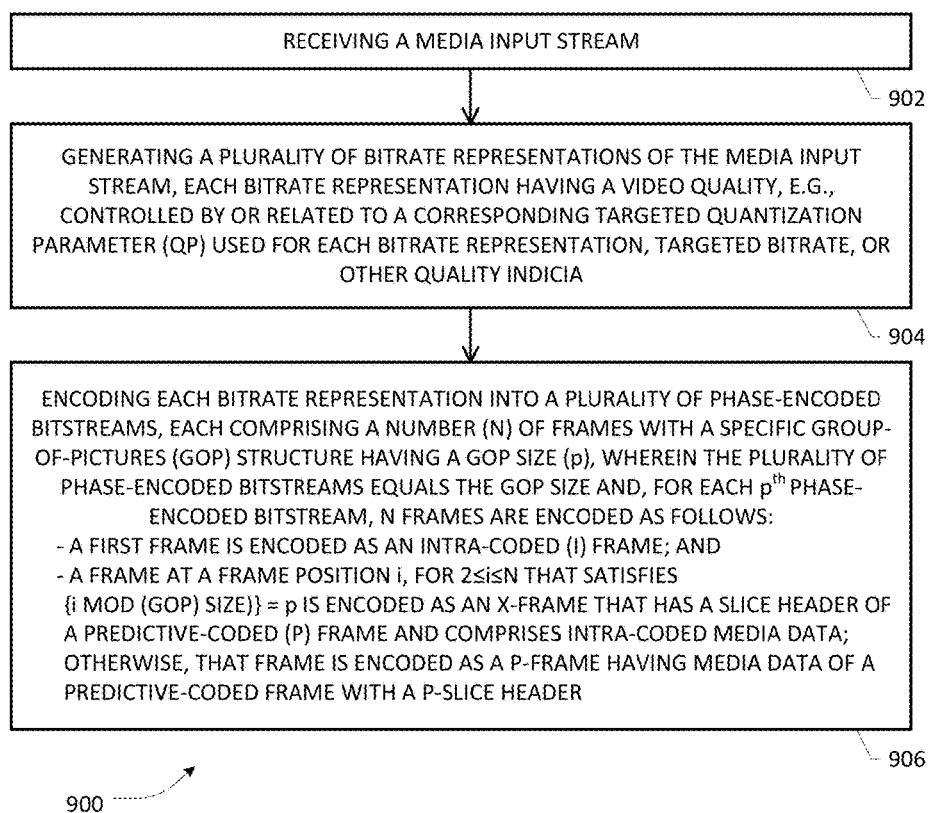 RECEIVING A MEDIA INPUT STREAM
902
GENERATING A PLURALITY OF BITRATE REPRESENTATIONS OF THE MEDIA INPUT
STREAM, EACH BITRATE REPRESENTATION HAVING A VIDEO QUALITY, E.G.,
CONTROLLED BY OR RELATED TO A CORRESPONDING TARGETED QUANTIZATION
PARAMETER (QP) USED FOR EACH BITRATE REPRESENTATION, TARGETED BITRATE, OR
OTHER QUALITY INDICIA
904
ENCODING EACH BITRATE REPRESENTATION INTO A PLURALITY OF PHASE-ENCODED
BITSTREAMS, EACH COMPRISING A NUMBER (N) OF FRAMES WITH A SPECIFIC GROUP-
OF-PICTURES (GOP) STRUCTURE HAVING A GOP SIZE (p), WHEREIN THE PLURALITY OF
PHASE-ENCODED BITSTREAMS EQUALS THE GOP SIZE AND, FOR EACH pth PHASE-
ENCODED BITSTREAM, N FRAMES ARE ENCODED AS FOLLOWS:
- A FIRST FRAME IS ENCODED AS AN INTRA-CODED (I) FRAME; AND
- A FRAME AT A FRAME POSITION i, FOR 2≤i≤N THAT SATISFIES
{i MOD (GOP) SIZE)} = p IS ENCODED AS AN X-FRAME THAT HAS A SLICE HEADER OF
A PREDICTIVE-CODED (P) FRAME AND COMPRISES INTRA-CODED MEDIA DATA;
OTHERWISE, THAT FRAME IS ENCODED AS A P-FRAME HAVING MEDIA DATA OF A
PREDICTIVE-CODED FRAME WITH A P-SLICE HEADER
906
900